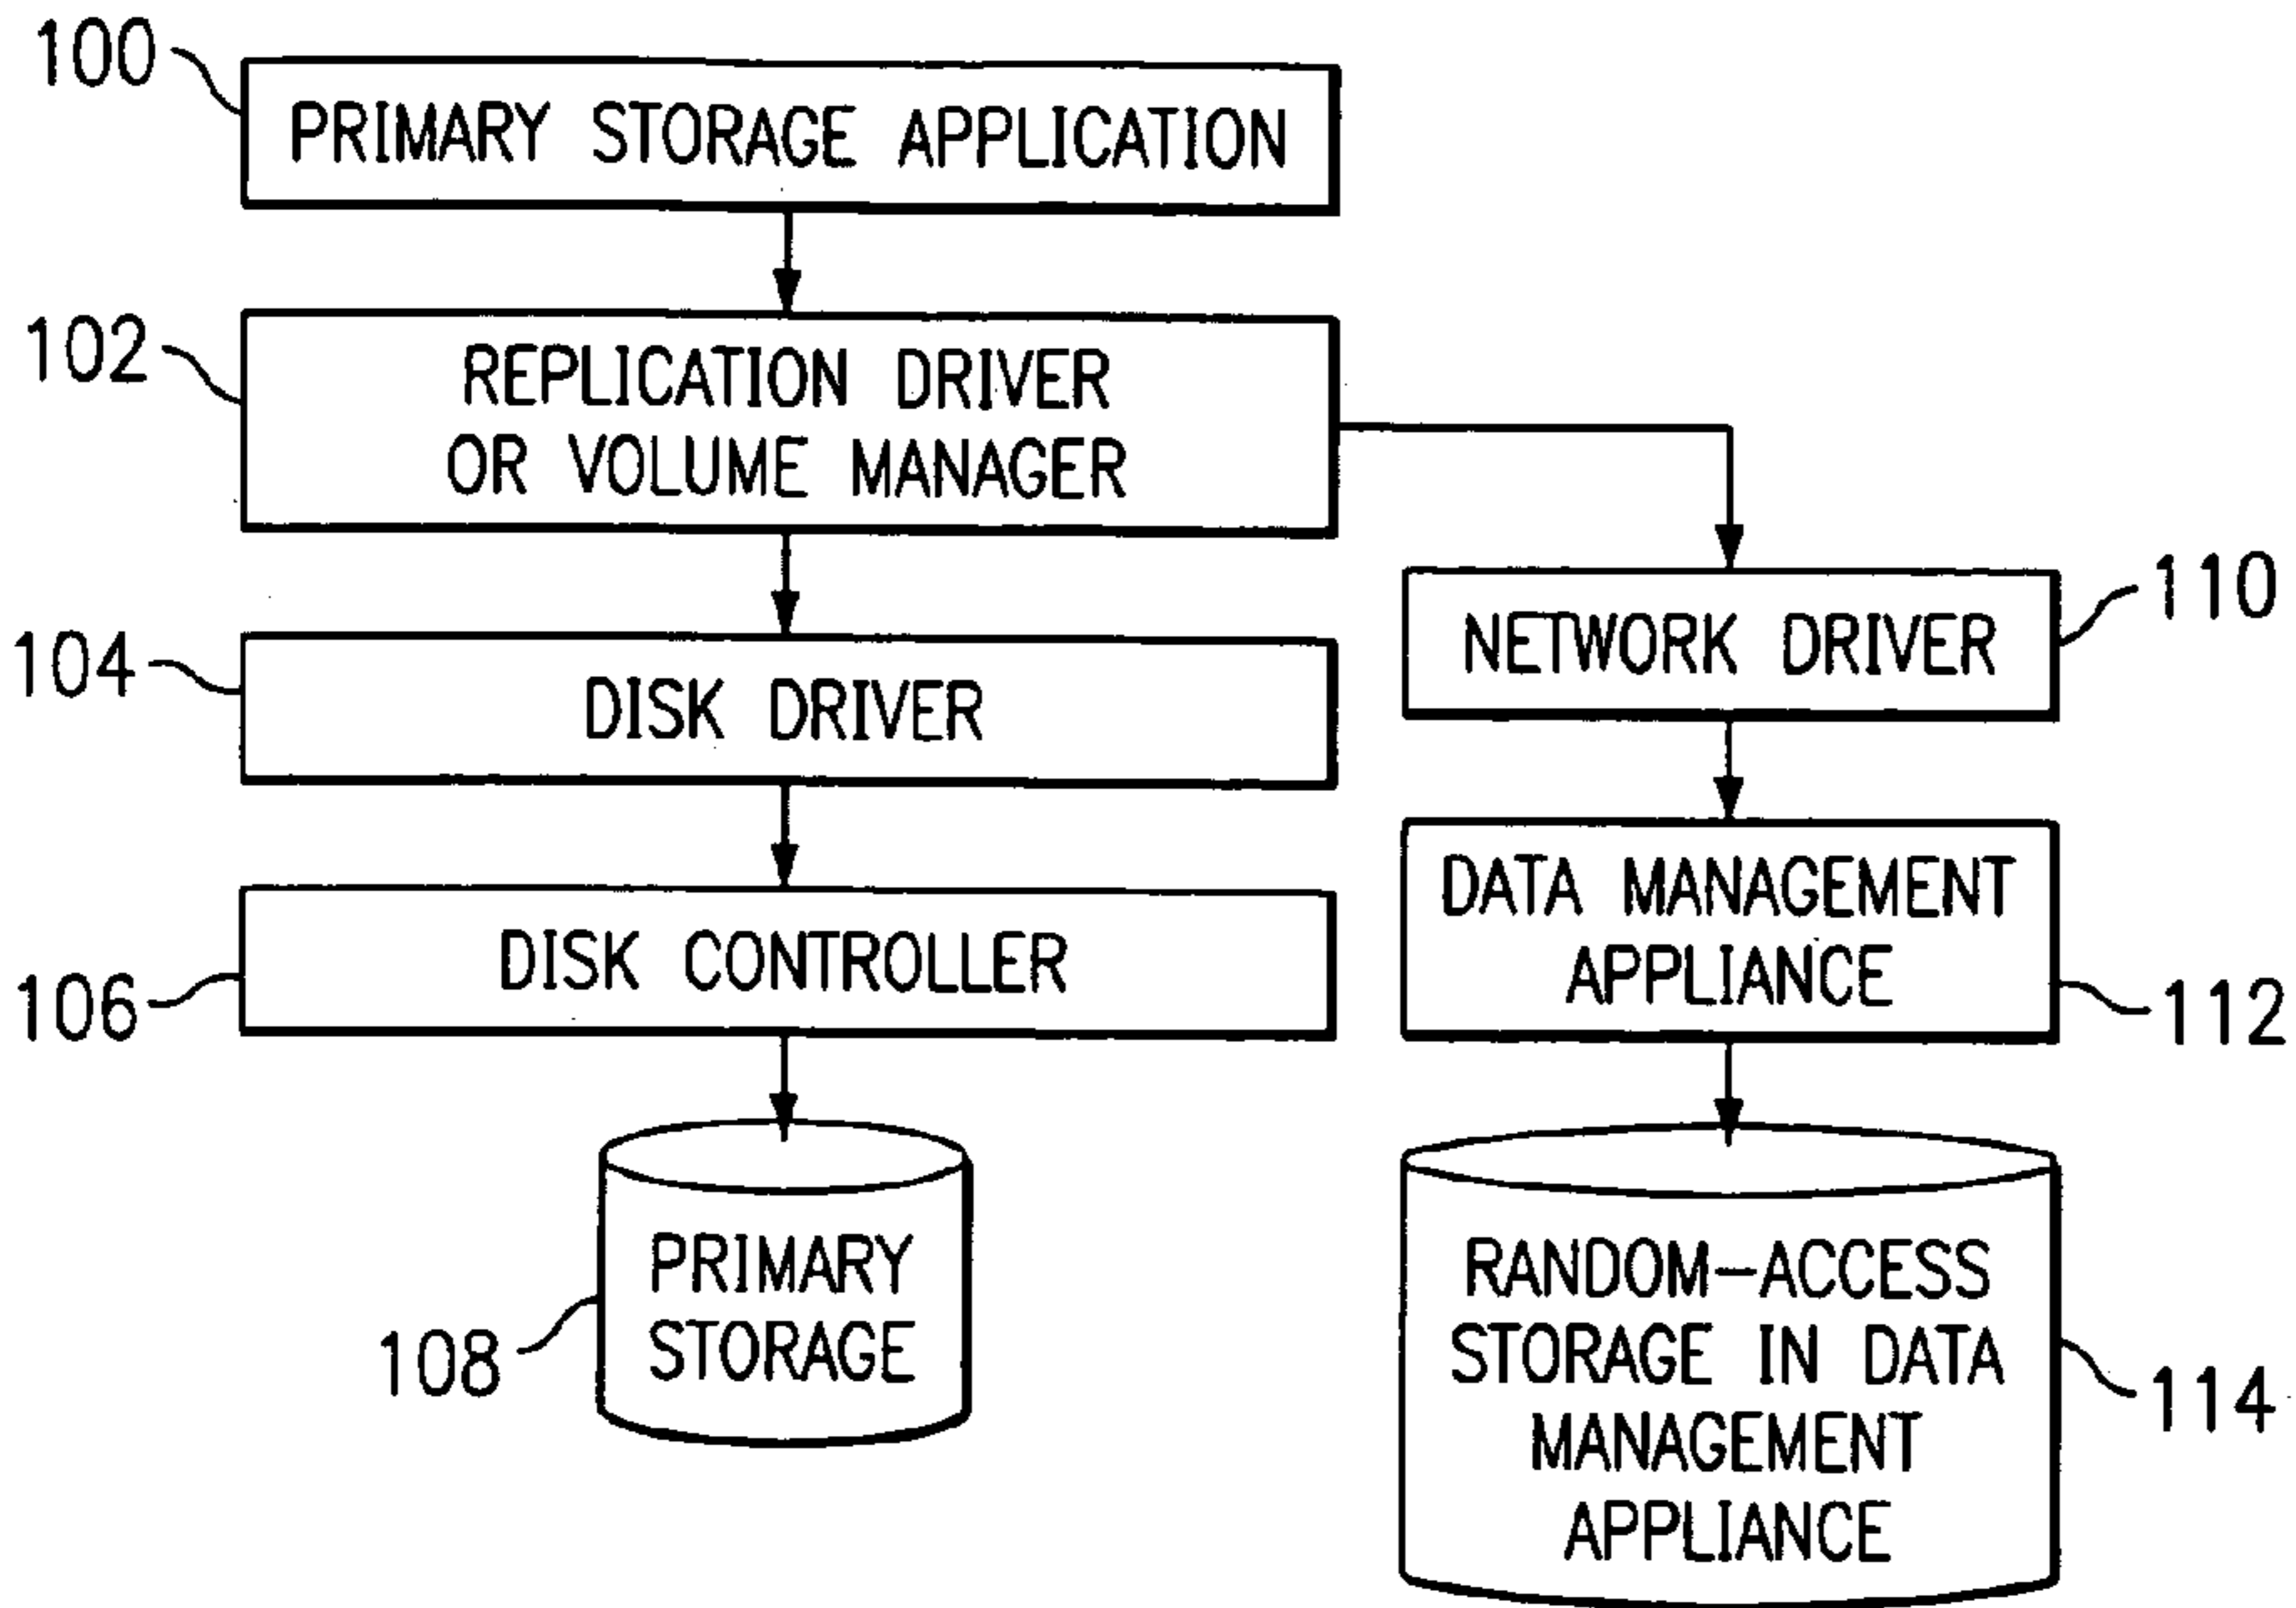 100
PRIMARY STORAGE APPLICATION
102
REPLICATION DRIVER
OR VOLUME MANAGER
104
DISK DRIVER
106
DISK CONTROLLER
108
PRIMARY
STORAGE
110
NETWORK DRIVER
112
DATA MANAGEMENT
APPLIANCE
114
RANDOM-ACCESS
STORAGE IN DATA
MANAGEMENT
APPLIANCE